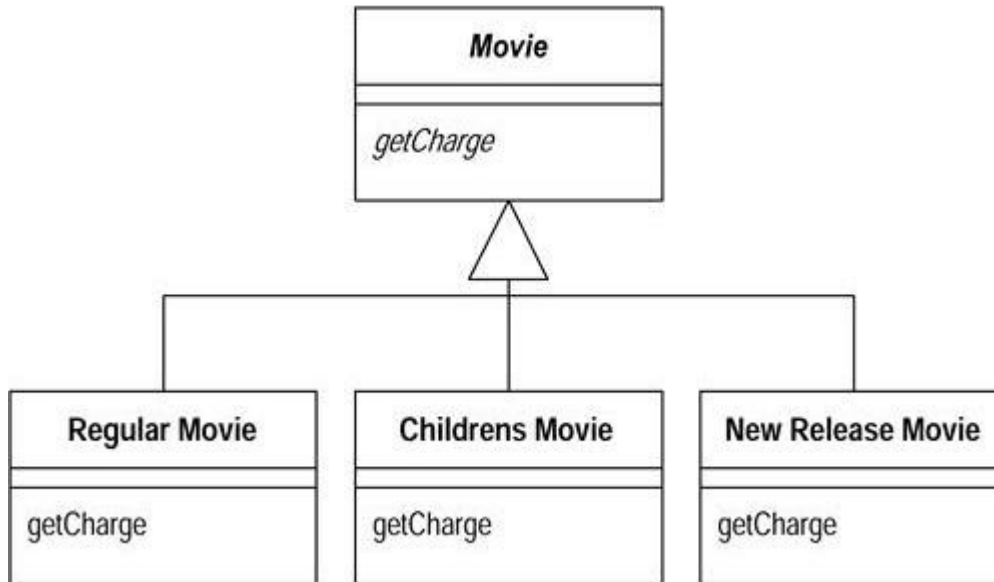 Movie
getCharge
Regular Movie
getCharge
Childrens Movie
getCharge
New Release Movie
getCharge